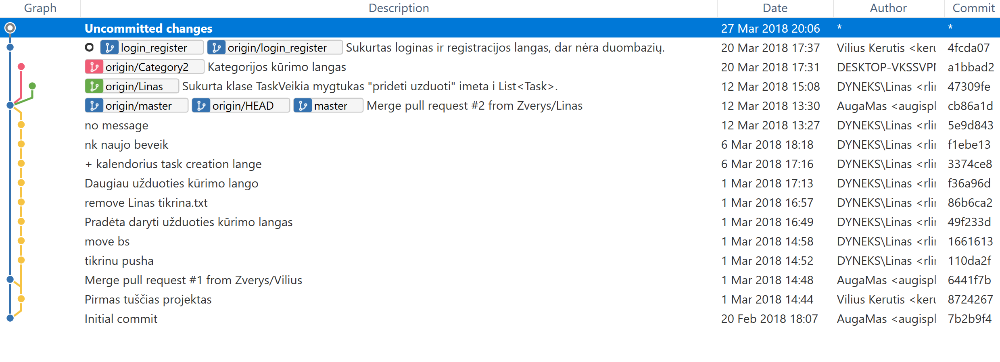 Graph Description Date Author Commit
Uncommitted changes 27 Mar 2018 20:06 * *
login_register origin/login_register Sukurtas loginas ir registracijos langas, dar nėra duombazių. 20 Mar 2018 17:37 Vilius Kerutis <keru 4fcda07
origin/Category2 Kategorijos kūrimo langas 20 Mar 2018 17:31 DESKTOP-VKSSVPN a1bbad2
origin/Linas Sukurta klase TaskVeikia mygtukas "prideti uzduoti" imeta i List<Task>. 12 Mar 2018 15:08 DYNEKS\Linas <rlin 47309fe
origin/master origin/HEAD master Merge pull request #2 from Zverys/Linas 12 Mar 2018 13:30 AugaMas <augispl cb86a1d
no message 12 Mar 2018 13:27 DYNEKS\Linas <rlin 5e9d843
nk naujo beveik 6 Mar 2018 18:18 DYNEKS\Linas <rlin f1ebe13
+ kalendorius task creation lange 6 Mar 2018 17:16 DYNEKS\Linas <rlin 3374ce8
Daugiau užduoties kūrimo lango 1 Mar 2018 17:13 DYNEKS\Linas <rlin f36a96d
remove Linas tikrina.txt 1 Mar 2018 16:57 DYNEKS\Linas <rlin 86b6ca2
Pradėta daryti užduoties kūrimo langas 1 Mar 2018 16:49 DYNEKS\Linas <rlin 49f233d
move bs 1 Mar 2018 14:58 DYNEKS\Linas <rlin 1661613
tikrinu pusha 1 Mar 2018 14:52 DYNEKS\Linas <rlin 110da2f
Merge pull request #1 from Zverys/Vilius 1 Mar 2018 14:48 AugaMas <augispl 6441f7b
Pirmas tuščias projektas 1 Mar 2018 14:44 Vilius Kerutis <keru 8724267
Initial commit 20 Feb 2018 18:07 AugaMas <augispl 7b2b9f4